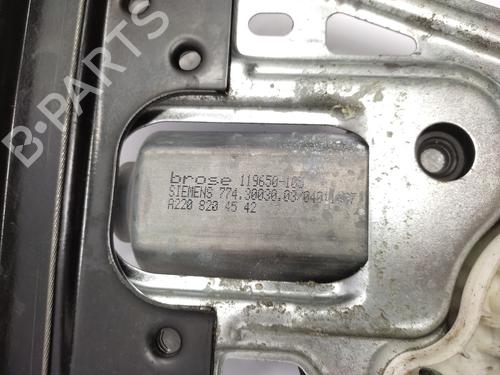 B-PARTS
brose 119650-105
SIEMENS 774.30030.03/0401
A220 820 45 42